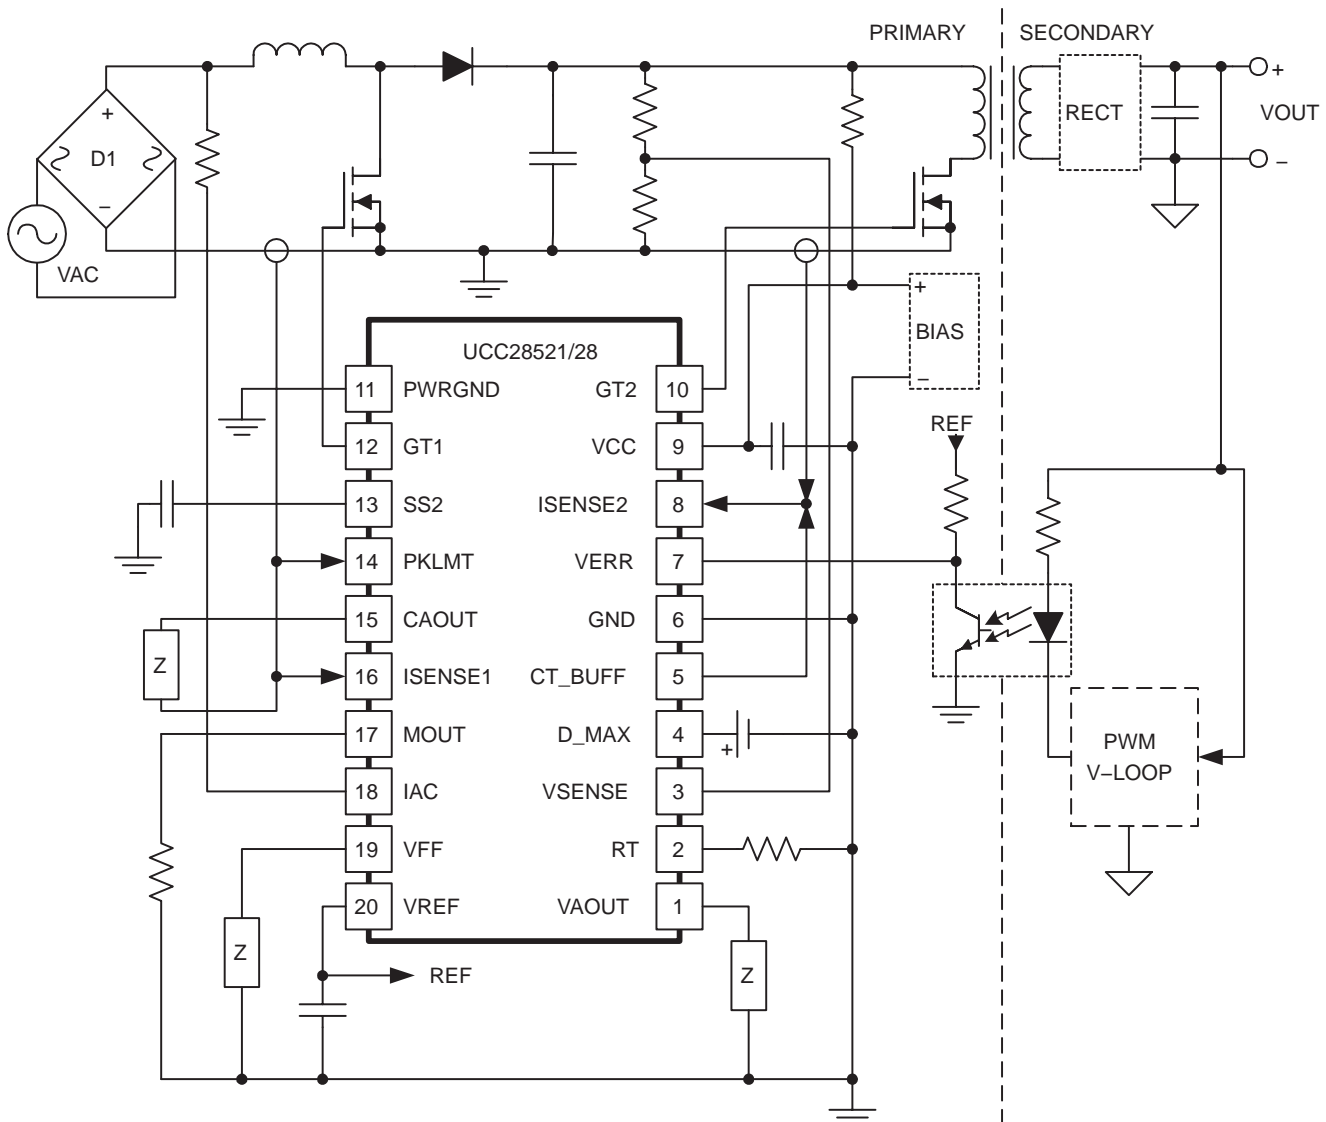 PRIMARY SECONDARY
+
D1
−
VAC
RECT
+
VOUT
−
+
BIAS
−
UCC28521/28
11 PWRGND GT2 10
12 GT1 VCC 9
REF
13 SS2 ISENSE2 8
14 PKLMT VERR 7
15 CAOUT GND 6
Z
16 ISENSE1 CT_BUFF 5
17 MOUT D_MAX 4
+
PWM
V−LOOP
18 IAC VSENSE 3
19 VFF RT 2
20 VREF VAOUT 1
Z
REF
Z